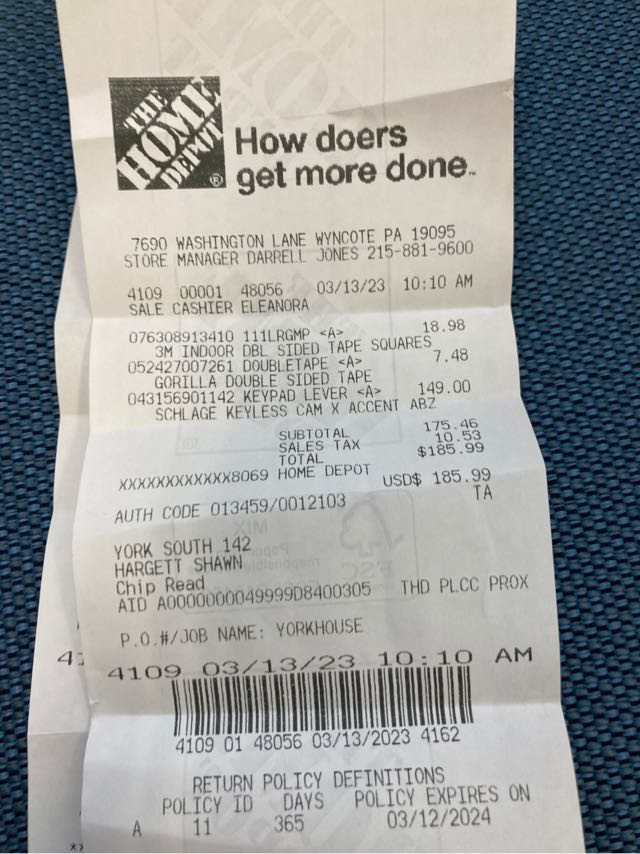 THE
HOME
DEPOT
®
How doers
get more done™
7690 WASHINGTON LANE WYNCOTE PA 19095
STORE MANAGER DARRELL JONES 215-881-9600
4109 00001 48056 03/13/23 10:10 AM
SALE CASHIER ELEANORA
076308913410 111LRGMP <A> 18.98
3M INDOOR DBL SIDED TAPE SQUARES
052427007261 DOUBLETAPE <A> 7.48
GORILLA DOUBLE SIDED TAPE
043156901142 KEYPAD LEVER <A> 149.00
SCHLAGE KEYLESS CAM X ACCENT ABZ
SUBTOTAL 175.46
SALES TAX 10.53
TOTAL $185.99
XXXXXXXXXXXX8069 HOME DEPOT
USD$ 185.99
AUTH CODE 013459/0012103 TA
YORK SOUTH 142
HARGETT SHAWN
Chip Read
AID A0000000049999D8400305 THD PLCC PROX
P.O.#/JOB NAME: YORKHOUSE
4109 03/13/23 10:10 AM
4109 01 48056 03/13/2023 4162
RETURN POLICY DEFINITIONS
POLICY ID DAYS POLICY EXPIRES ON
A 11 365 03/12/2024